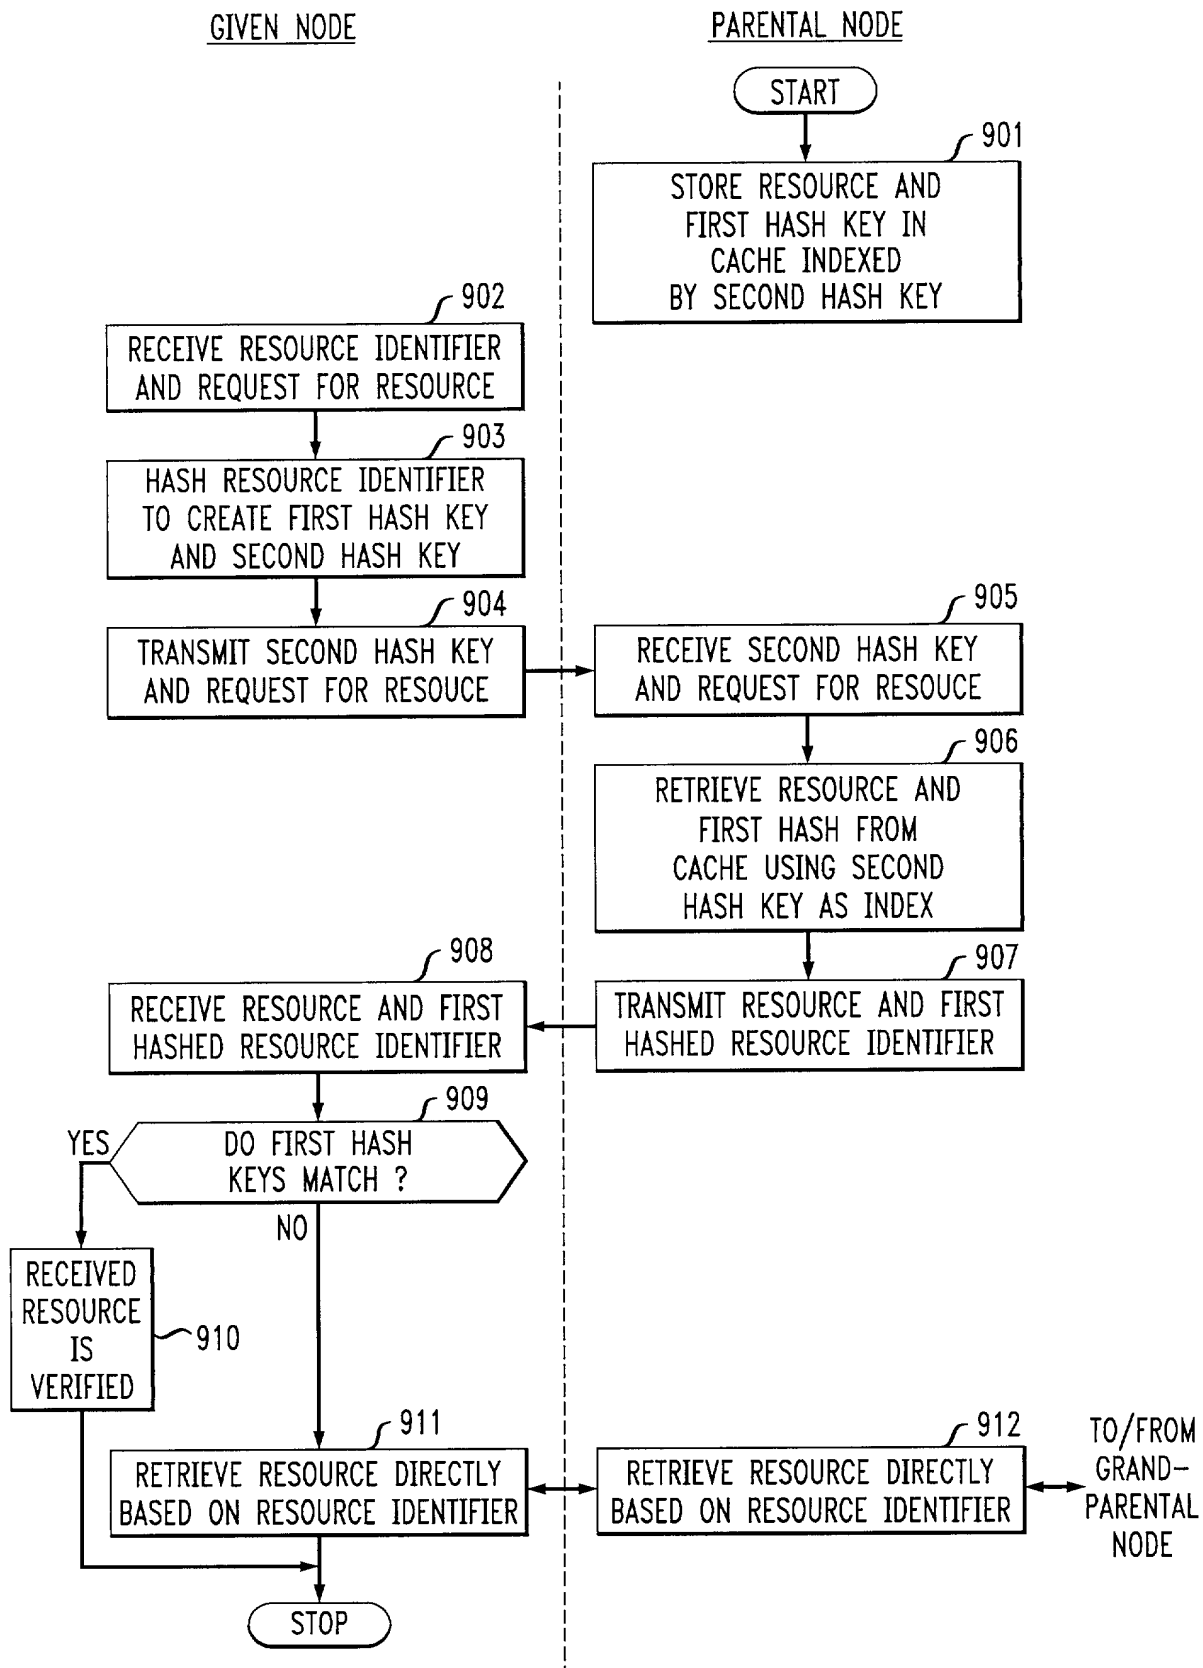 GIVEN NODE
PARENTAL NODE
START
901
STORE RESOURCE AND
FIRST HASH KEY IN
CACHE INDEXED
BY SECOND HASH KEY
902
RECEIVE RESOURCE IDENTIFIER
AND REQUEST FOR RESOURCE
903
HASH RESOURCE IDENTIFIER
TO CREATE FIRST HASH KEY
AND SECOND HASH KEY
904
TRANSMIT SECOND HASH KEY
AND REQUEST FOR RESOUCE
905
RECEIVE SECOND HASH KEY
AND REQUEST FOR RESOUCE
906
RETRIEVE RESOURCE AND
FIRST HASH FROM
CACHE USING SECOND
HASH KEY AS INDEX
907
TRANSMIT RESOURCE AND FIRST
HASHED RESOURCE IDENTIFIER
908
RECEIVE RESOURCE AND FIRST
HASHED RESOURCE IDENTIFIER
909
DO FIRST HASH
KEYS MATCH ?
YES
NO
RECEIVED
RESOURCE
IS
VERIFIED
910
911
RETRIEVE RESOURCE DIRECTLY
BASED ON RESOURCE IDENTIFIER
912
RETRIEVE RESOURCE DIRECTLY
BASED ON RESOURCE IDENTIFIER
TO/FROM
GRAND-
PARENTAL
NODE
STOP